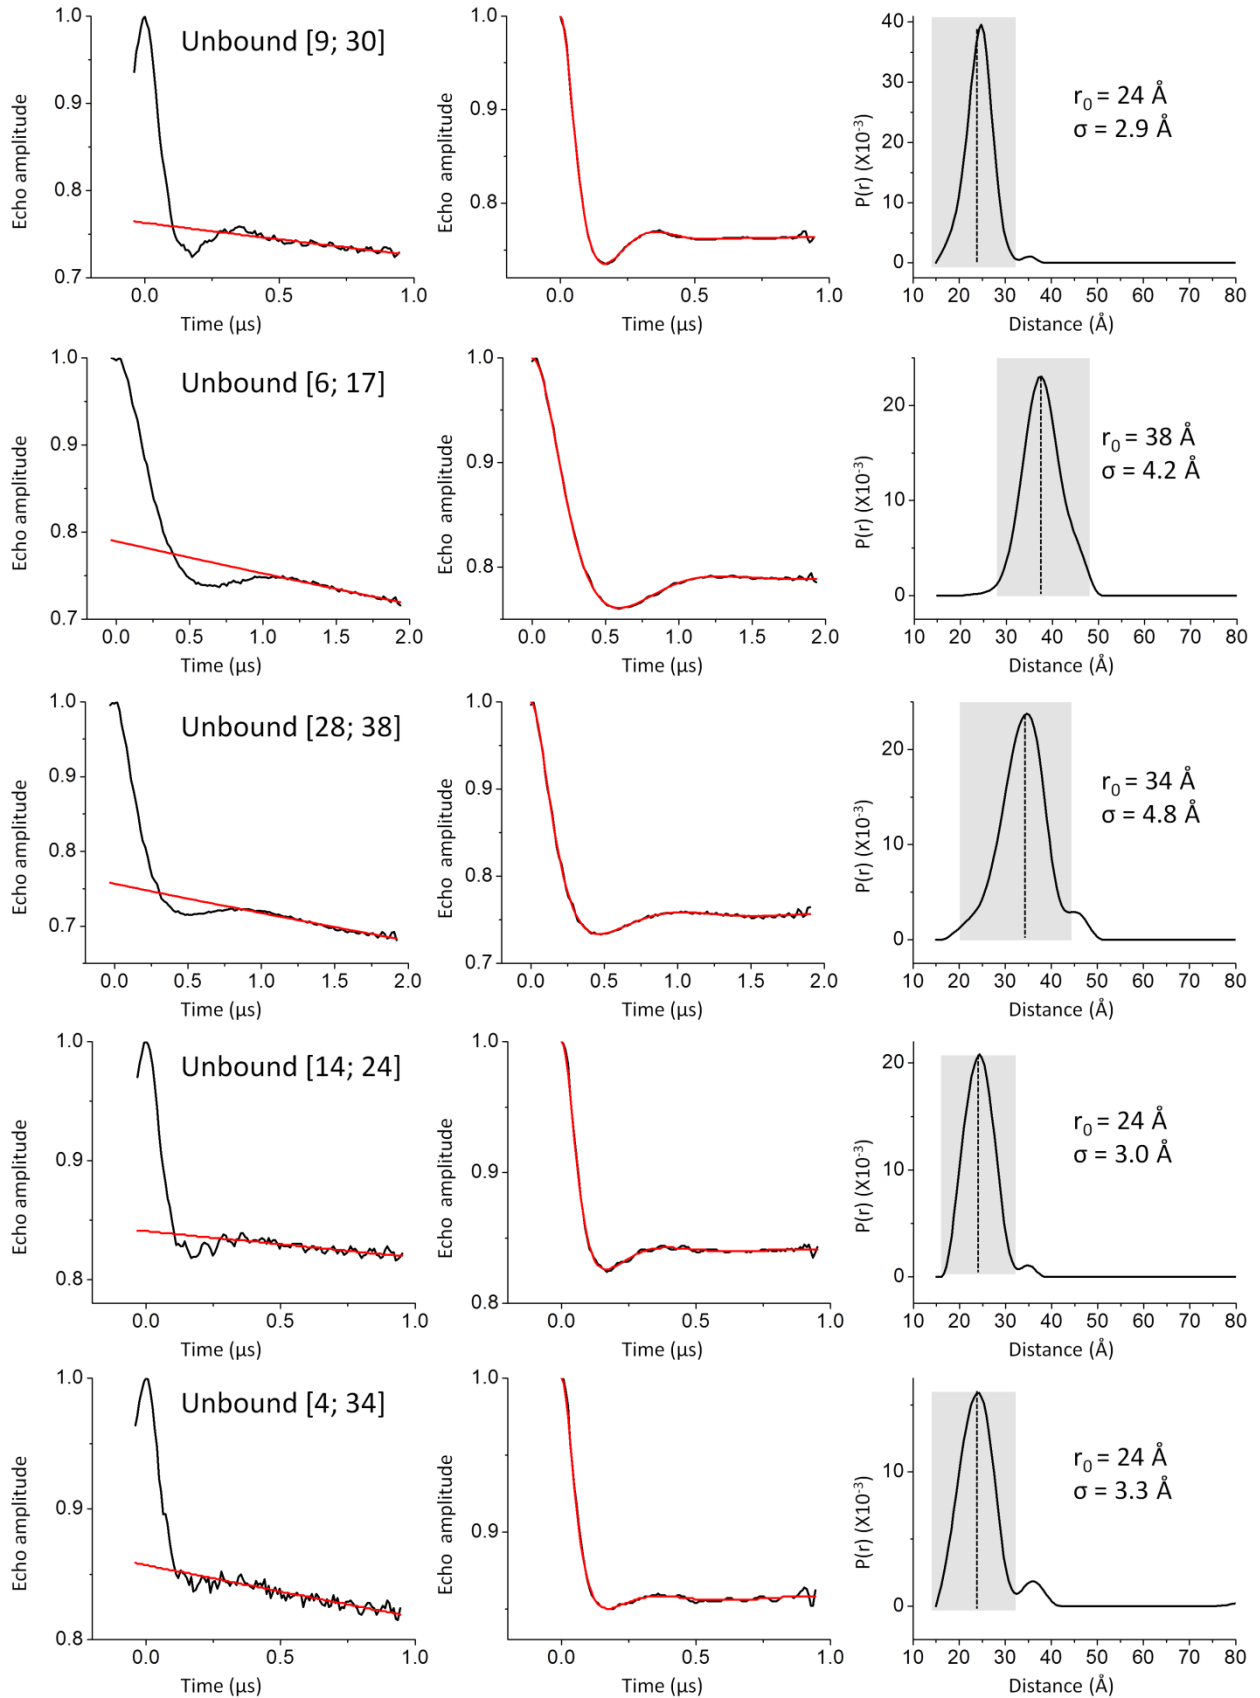 Unbound [9; 30]
Echo amplitude
1.0
0.9
0.8
0.7
0.0 0.5 1.0
Time (µs)
Echo amplitude
1.0
0.9
0.8
0.0 0.5 1.0
Time (µs)
P(r) (X10⁻³)
40
30
20
10
0
10 20 30 40 50 60 70 80
Distance (Å)
r₀ = 24 Å
σ = 2.9 Å
Unbound [6; 17]
Echo amplitude
1.0
0.9
0.8
0.7
0.0 0.5 1.0 1.5 2.0
Time (µs)
Echo amplitude
1.0
0.9
0.8
0.0 0.5 1.0 1.5 2.0
Time (µs)
P(r) (X10⁻³)
20
10
0
10 20 30 40 50 60 70 80
Distance (Å)
r₀ = 38 Å
σ = 4.2 Å
Unbound [28; 38]
Echo amplitude
1.0
0.9
0.8
0.7
0.0 0.5 1.0 1.5 2.0
Time (µs)
Echo amplitude
1.0
0.9
0.8
0.7
0.0 0.5 1.0 1.5 2.0
Time (µs)
P(r) (X10⁻³)
20
10
0
10 20 30 40 50 60 70 80
Distance (Å)
r₀ = 34 Å
σ = 4.8 Å
Unbound [14; 24]
Echo amplitude
1.0
0.9
0.8
0.0 0.5 1.0
Time (µs)
Echo amplitude
1.0
0.9
0.8
0.0 0.5 1.0
Time (µs)
P(r) (X10⁻³)
20
10
0
10 20 30 40 50 60 70 80
Distance (Å)
r₀ = 24 Å
σ = 3.0 Å
Unbound [4; 34]
Echo amplitude
1.0
0.9
0.8
0.0 0.5 1.0
Time (µs)
Echo amplitude
1.0
0.9
0.0 0.5 1.0
Time (µs)
P(r) (X10⁻³)
10
0
10 20 30 40 50 60 70 80
Distance (Å)
r₀ = 24 Å
σ = 3.3 Å